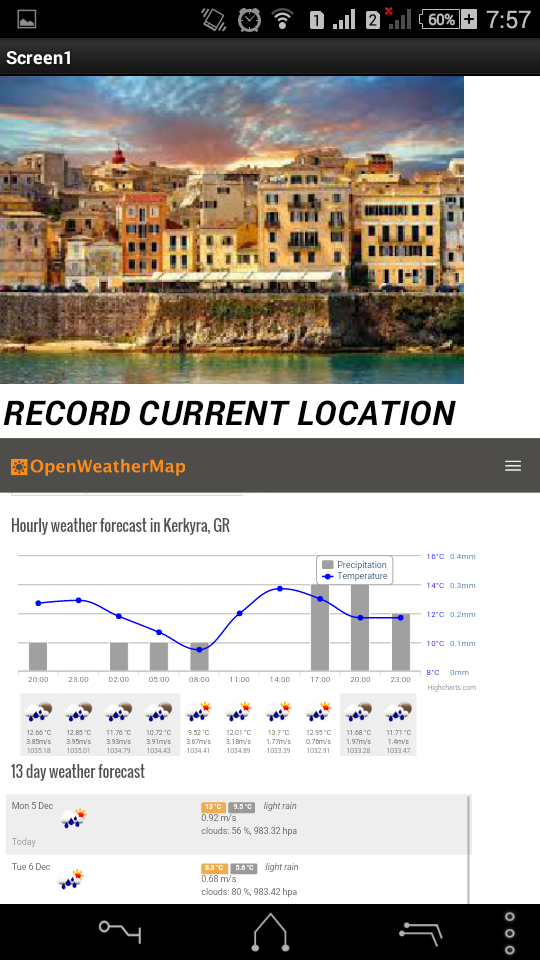 1 2 60% 7:57
Screen1
RECORD CURRENT LOCATION
OpenWeatherMap
Hourly weather forecast in Kerkyra, GR
Precipitation
Temperature
16°C 0.4mm
14°C 0.3mm
12°C 0.2mm
10°C 0.1mm
8°C 0mm
20:00 23:00 02:00 05:00 08:00 11:00 14:00 17:00 20:00 23:00
Highcharts.com
12.66 °C 12.85 °C 11.76 °C 10.72 °C 9.52 °C 12.01 °C 13.7 °C 12.95 °C 11.68 °C 11.71 °C
3.85m/s 3.95m/s 3.93m/s 3.91m/s 3.67m/s 3.18m/s 1.77m/s 0.76m/s 1.97m/s 1.4m/s
1035.18 1035.01 1034.79 1034.43 1034.41 1034.89 1033.39 1032.91 1033.28 1033.47
13 day weather forecast
Mon 5 Dec
Today
13 °C 9.5 °C light rain
0.92 m/s
clouds: 56 %, 983.32 hpa
Tue 6 Dec
8.3 °C 5.6 °C light rain
0.68 m/s
clouds: 80 %, 983.42 hpa